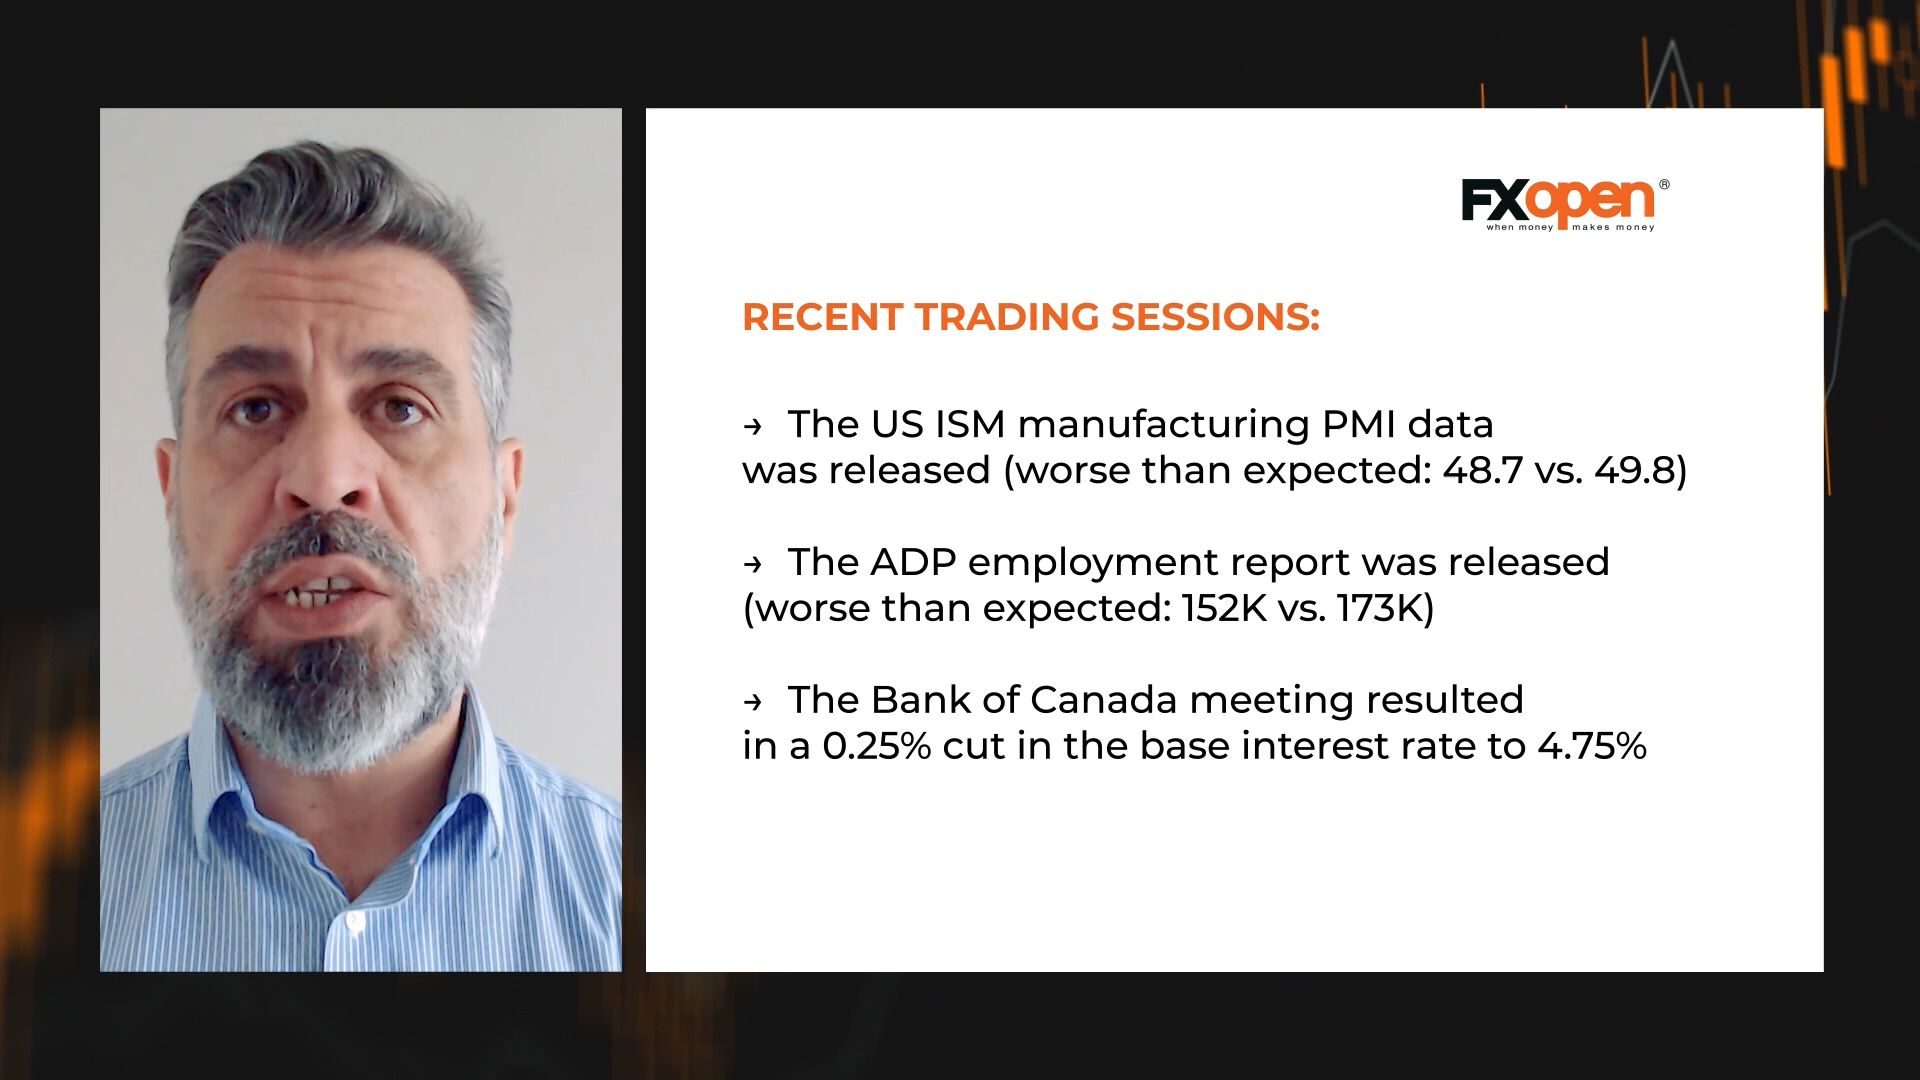 FXopen®
when money makes money
RECENT TRADING SESSIONS:
→ The US ISM manufacturing PMI data
was released (worse than expected: 48.7 vs. 49.8)
→ The ADP employment report was released
(worse than expected: 152K vs. 173K)
→ The Bank of Canada meeting resulted
in a 0.25% cut in the base interest rate to 4.75%